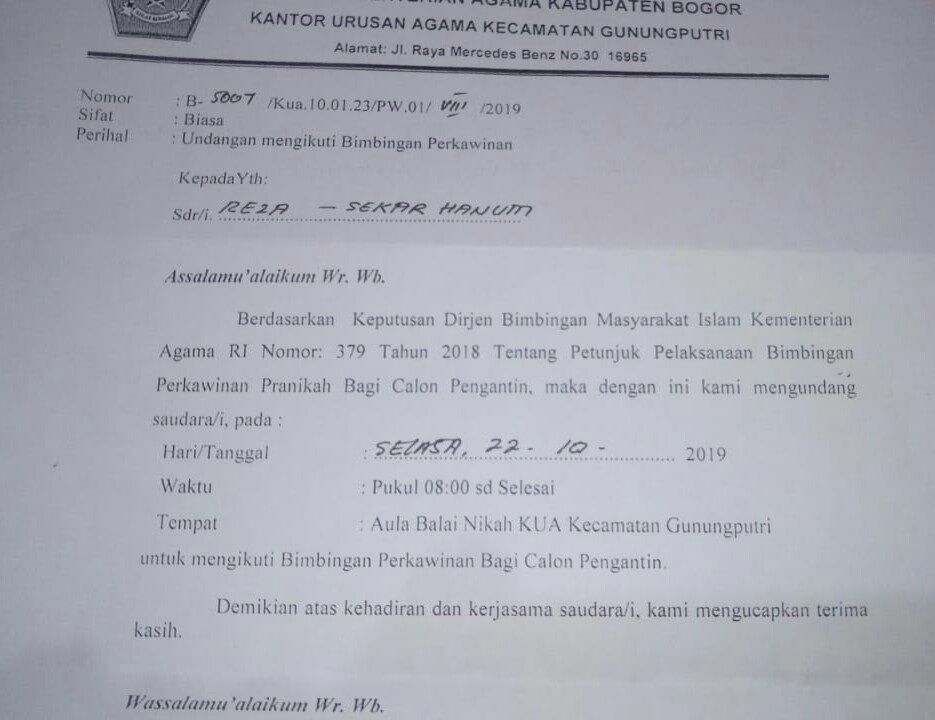 AGAMA KABUPATEN BOGOR
KANTOR URUSAN AGAMA KECAMATAN GUNUNGPUTRI
Alamat: Jl. Raya Mercedes Benz No.30 16965
Nomor : B- 5007 /Kua.10.01.23/PW.01/ VIII /2019
Sifat : Biasa
Perihal : Undangan mengikuti Bimbingan Perkawinan
KepadaYth:
Sdr/i. REZA – SEKAR HANUM
Assalamu'alaikum Wr. Wb.
Berdasarkan Keputusan Dirjen Bimbingan Masyarakat Islam Kementerian
Agama RI Nomor: 379 Tahun 2018 Tentang Petunjuk Pelaksanaan Bimbingan
Perkawinan Pranikah Bagi Calon Pengantin, maka dengan ini kami mengundang
saudara/i, pada :
Hari/Tanggal : SELASA, 22 - 10 - 2019
Waktu : Pukul 08:00 sd Selesai
Tempat : Aula Balai Nikah KUA Kecamatan Gunungputri
untuk mengikuti Bimbingan Perkawinan Bagi Calon Pengantin.
Demikian atas kehadiran dan kerjasama saudara/i, kami mengucapkan terima
kasih.
Wassalamu'alaikum Wr. Wb.